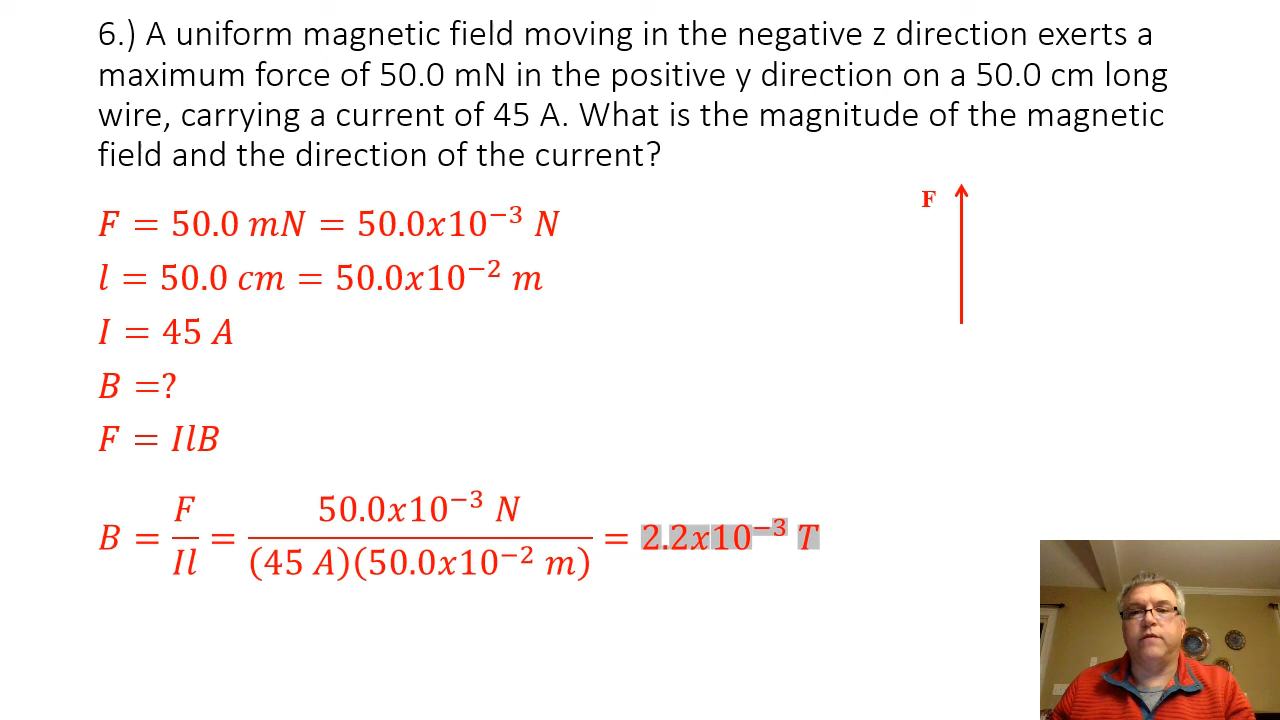 6.) A uniform magnetic field moving in the negative z direction exerts a
maximum force of 50.0 mN in the positive y direction on a 50.0 cm long
wire, carrying a current of 45 A. What is the magnitude of the magnetic
field and the direction of the current?
F = 50.0 mN = 50.0x10⁻³ N
F
l = 50.0 cm = 50.0x10⁻² m
I = 45 A
B =?
F = IlB
B = F/Il = 50.0x10⁻³ N/(45 A)(50.0x10⁻² m) = 2.2x10⁻³ T